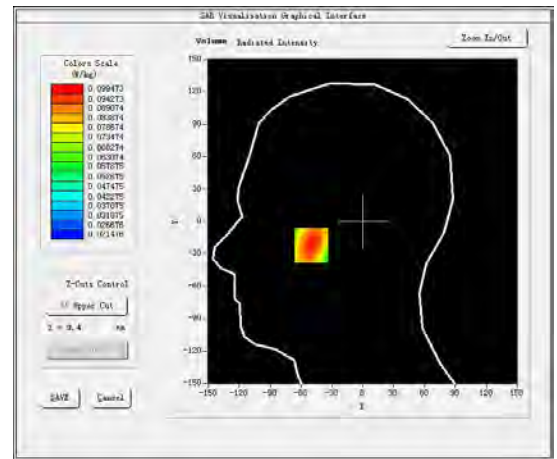 SAR Visualisation Graphical Interface
Volume Radiated Intensity
Zoom In/Out
Colors Scale
(W/kg)
0.099473
0.094273
0.089074
0.083874
0.078674
0.073474
0.068274
0.063074
0.057875
0.052675
0.047475
0.042275
0.037075
0.031875
0.026676
0.021476
150
90
60
30
0
-30
-60
-90
-120
-150
-150 -120 -90 -60 -30 0 30 60 90 120 150
Y
X
Z-Cuts Control
Upper Cut
Z = 0.4 mm
SAVE
Cancel